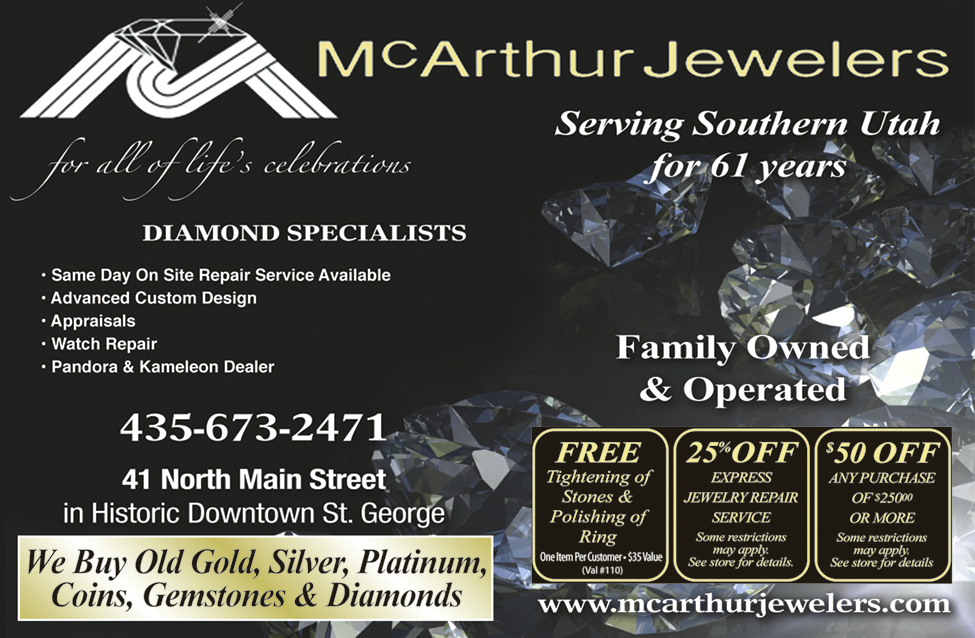 McArthur Jewelers
for all of life's celebrations
Serving Southern Utah
for 61 years
DIAMOND SPECIALISTS
• Same Day On Site Repair Service Available
• Advanced Custom Design
• Appraisals
• Watch Repair
• Pandora & Kameleon Dealer
Family Owned
& Operated
435-673-2471
41 North Main Street
in Historic Downtown St. George
We Buy Old Gold, Silver, Platinum,
Coins, Gemstones & Diamonds
FREE
Tightening of
Stones &
Polishing of
Ring
One Item Per Customer • $35 Value
(Val #110)
25% OFF
EXPRESS
JEWELRY REPAIR
SERVICE
Some restrictions
may apply.
See store for details.
$50 OFF
ANY PURCHASE
OF $25000
OR MORE
Some restrictions
may apply.
See store for details
www.mcarthurjewelers.com